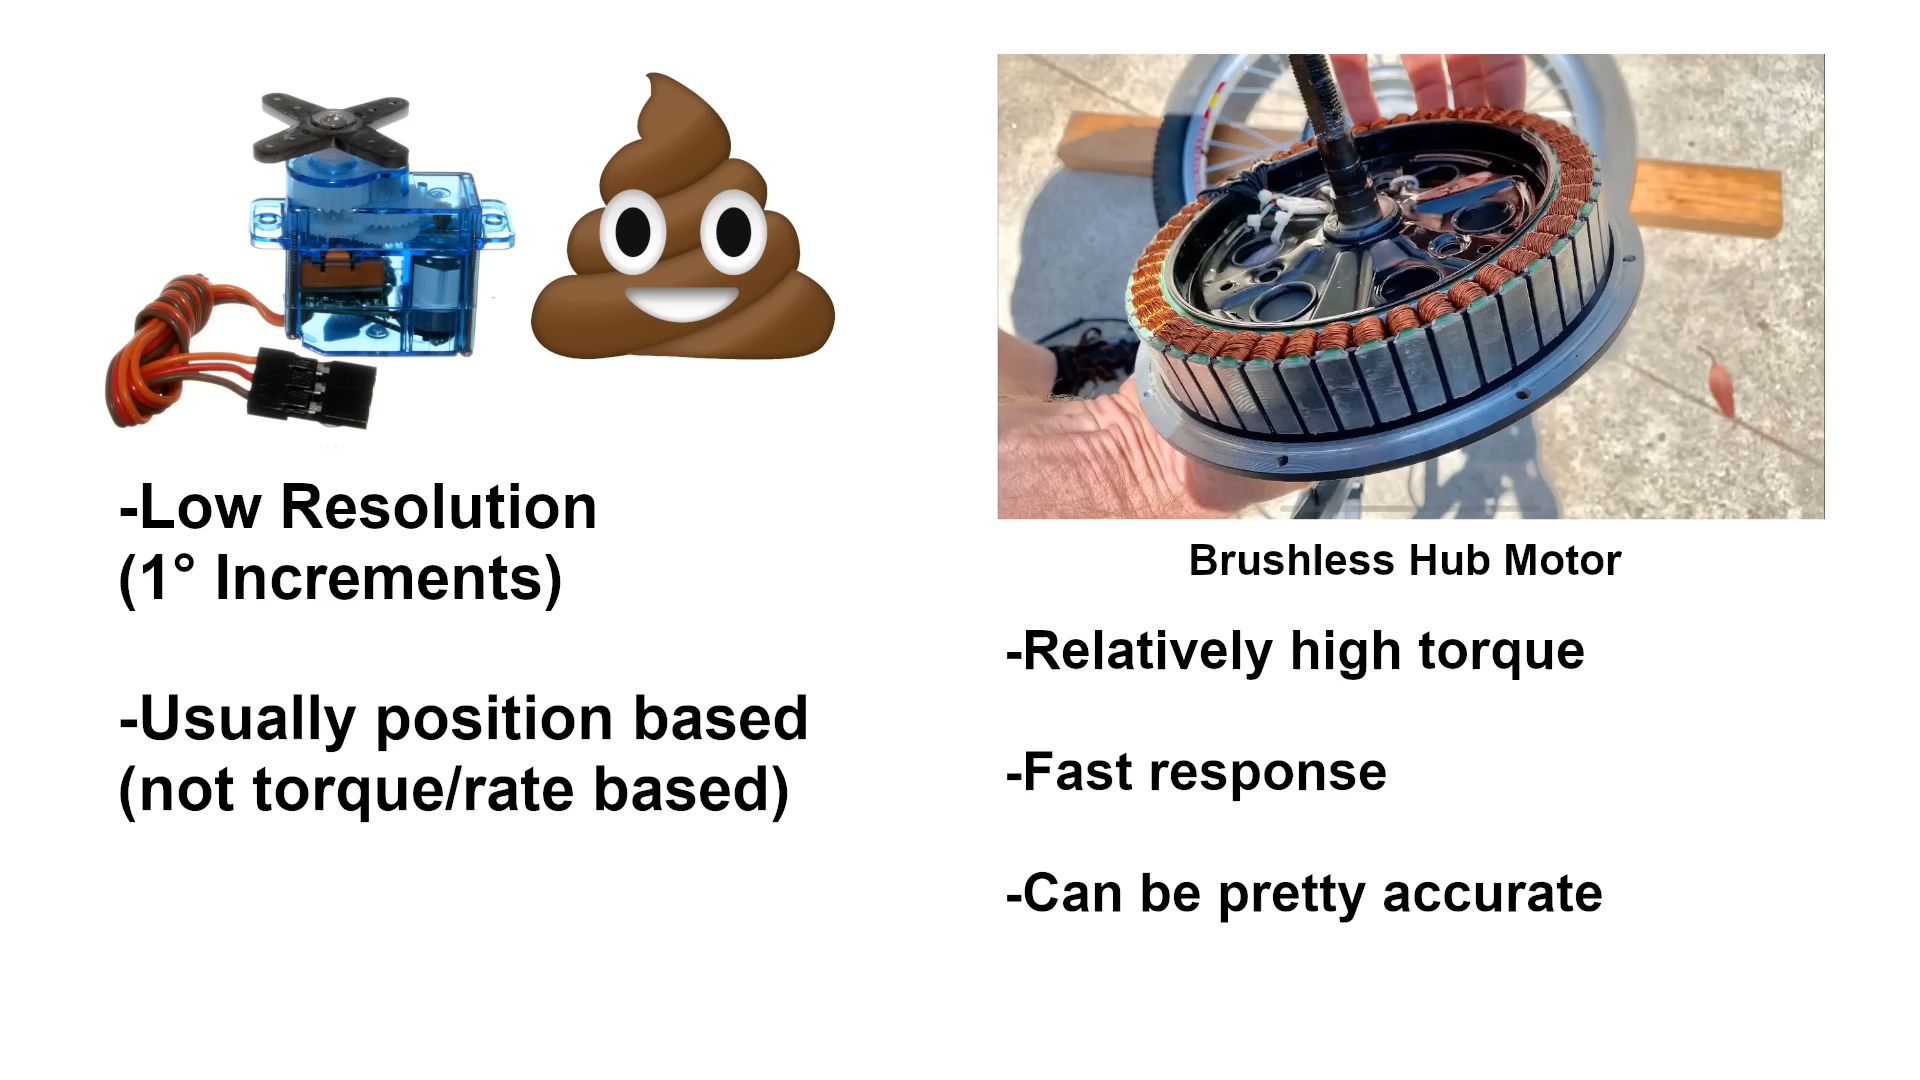 -Low Resolution
(1° Increments)
-Usually position based
(not torque/rate based)
Brushless Hub Motor
-Relatively high torque
-Fast response
-Can be pretty accurate